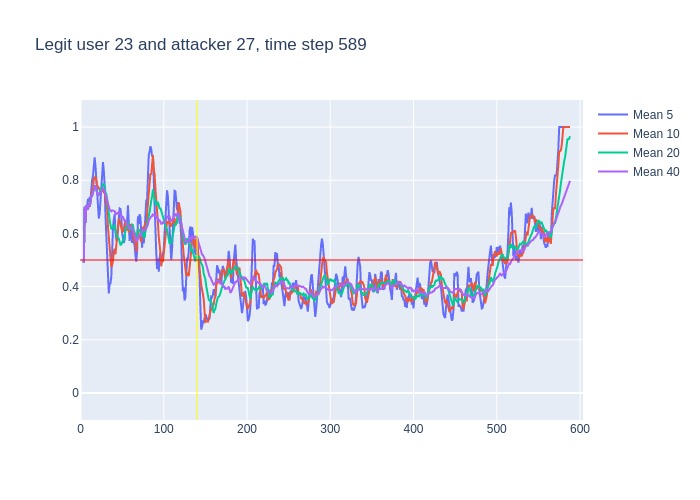 Legit user 23 and attacker 27, time step 589
Mean 5
Mean 10
Mean 20
Mean 40
1
0.8
0.6
0.4
0.2
0
0 100 200 300 400 500 600